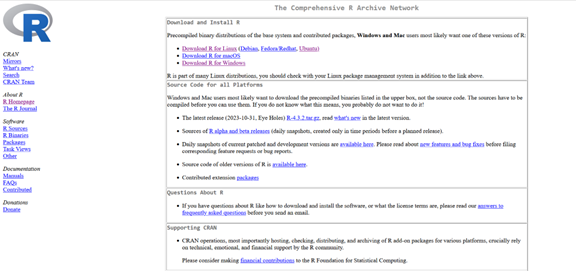 The Comprehensive R Archive Network
R
CRAN
Mirrors
What's new?
Search
CRAN Team
About R
R Homepage
The R Journal
Software
R Sources
R Binaries
Packages
Task Views
Other
Documentation
Manuals
FAQs
Contributed
Donations
Donate
Download and Install R
Precompiled binary distributions of the base system and contributed packages, Windows and Mac users most likely want one of these versions of R:
Download R for Linux (Debian, Fedora/Redhat, Ubuntu)
Download R for macOS
Download R for Windows
R is part of many Linux distributions, you should check with your Linux package management system in addition to the link above.
Source Code for all Platforms
Windows and Mac users most likely want to download the precompiled binaries listed in the upper box, not the source code. The sources have to be
compiled before you can use them. If you do not know what this means, you probably do not want to do it!
The latest release (2023-10-31, Eye Holes) R-4.3.2.tar.gz, read what's new in the latest version.
Sources of R alpha and beta releases (daily snapshots, created only in time periods before a planned release).
Daily snapshots of current patched and development versions are available here. Please read about new features and bug fixes before filing
corresponding feature requests or bug reports.
Source code of older versions of R is available here.
Contributed extension packages
Questions About R
If you have questions about R like how to download and install the software, or what the license terms are, please read our answers to
frequently asked questions before you send an email.
Supporting CRAN
CRAN operations, most importantly hosting, checking, distributing, and archiving of R add-on packages for various platforms, crucially rely
on technical, emotional, and financial support by the R community.
Please consider making financial contributions to the R Foundation for Statistical Computing.